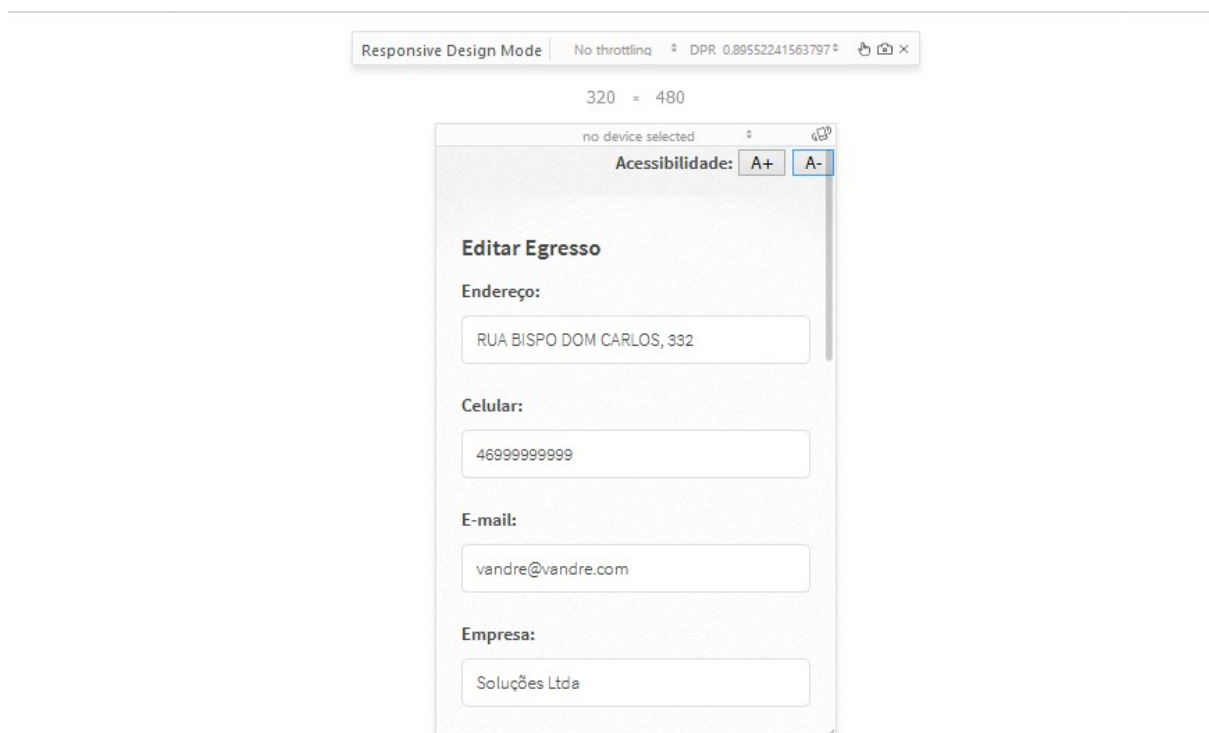 Responsive Design Mode No throttling DPR 0.89552241563797
320 × 480
no device selected
Acessibilidade: A+ A-
Editar Egresso
Endereço:
RUA BISPO DOM CARLOS, 332
Celular:
46999999999
E-mail:
vandre@vandre.com
Empresa:
Soluções Ltda